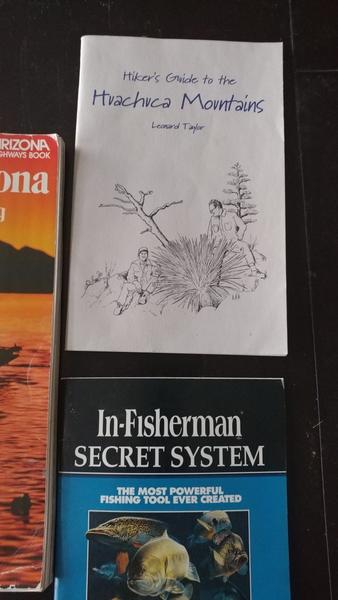 Hiker's Guide to the
Huachuca Mountains
Leonard Taylor
ARIZONA
HIGHWAYS BOOK
ona
g
In-Fisherman
SECRET SYSTEM
THE MOST POWERFUL
FISHING TOOL EVER CREATED